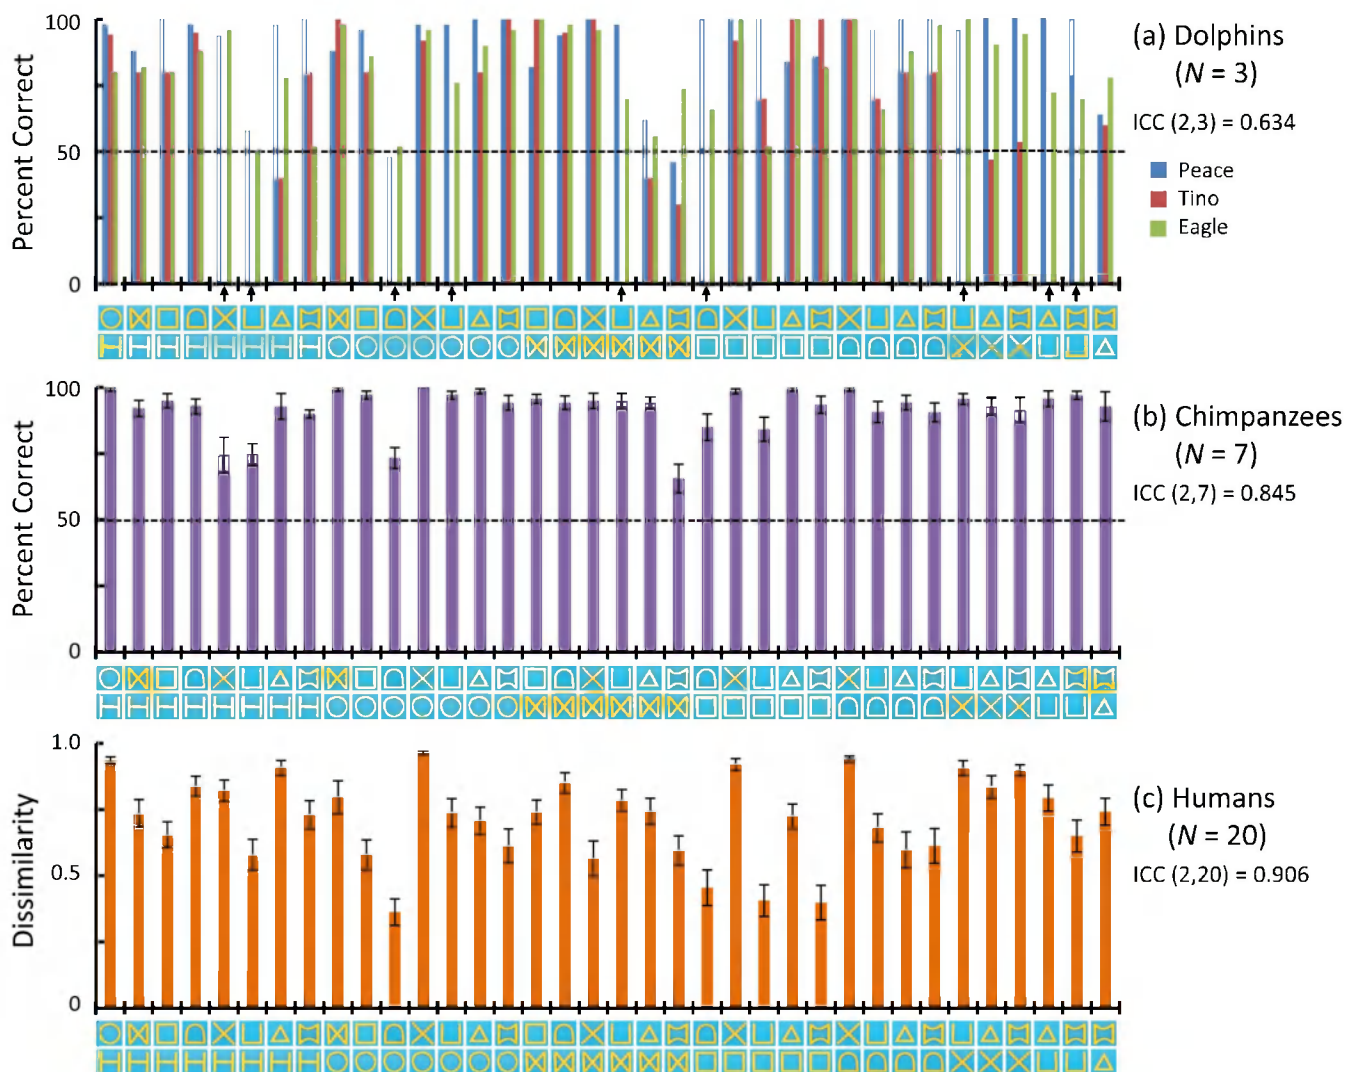 100
50
0
Percent Correct
(a) Dolphins
(N = 3)
ICC (2,3) = 0.634
Peace
Tino
Eagle
100
50
0
Percent Correct
(b) Chimpanzees
(N = 7)
ICC (2,7) = 0.845
1.0
0.5
0
Dissimilarity
(c) Humans
(N = 20)
ICC (2,20) = 0.906